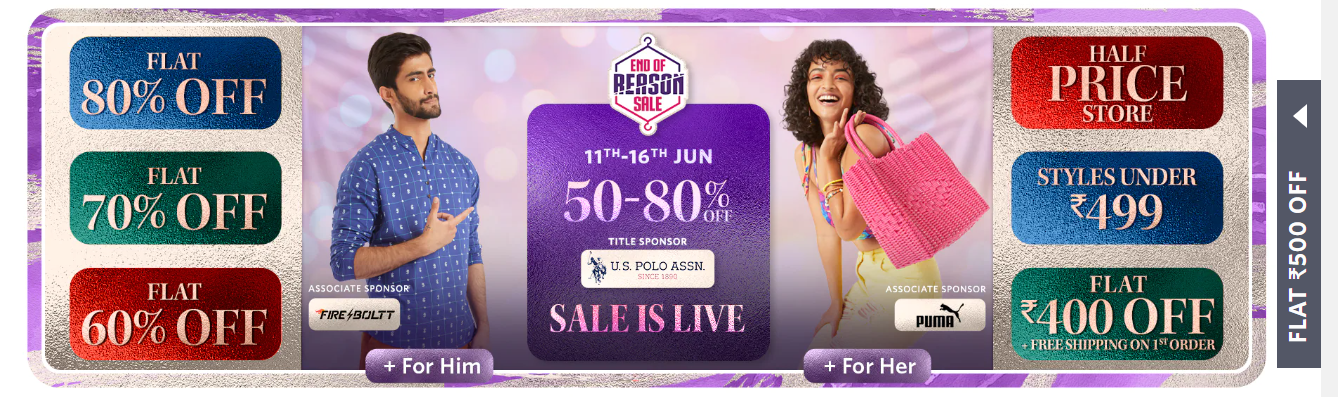 FLAT
80% OFF
FLAT
70% OFF
FLAT
60% OFF
ASSOCIATE SPONSOR
FIRE-BOLTT
+ For Him
END OF
REASON
SALE
11TH-16TH JUN
50-80% OFF
TITLE SPONSOR
U.S. POLO ASSN.
SINCE 1890
SALE IS LIVE
ASSOCIATE SPONSOR
PUMA
+ For Her
HALF
PRICE
STORE
STYLES UNDER
₹499
FLAT
₹400 OFF
+ FREE SHIPPING ON 1ST ORDER
FLAT ₹500 OFF